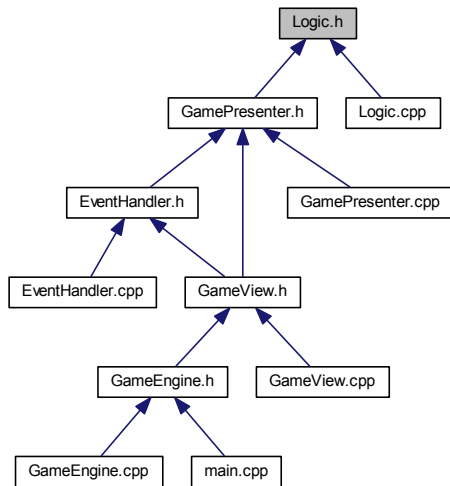 Logic.h
GamePresenter.h
Logic.cpp
EventHandler.h
GamePresenter.cpp
EventHandler.cpp
GameView.h
GameEngine.h
GameView.cpp
GameEngine.cpp
main.cpp